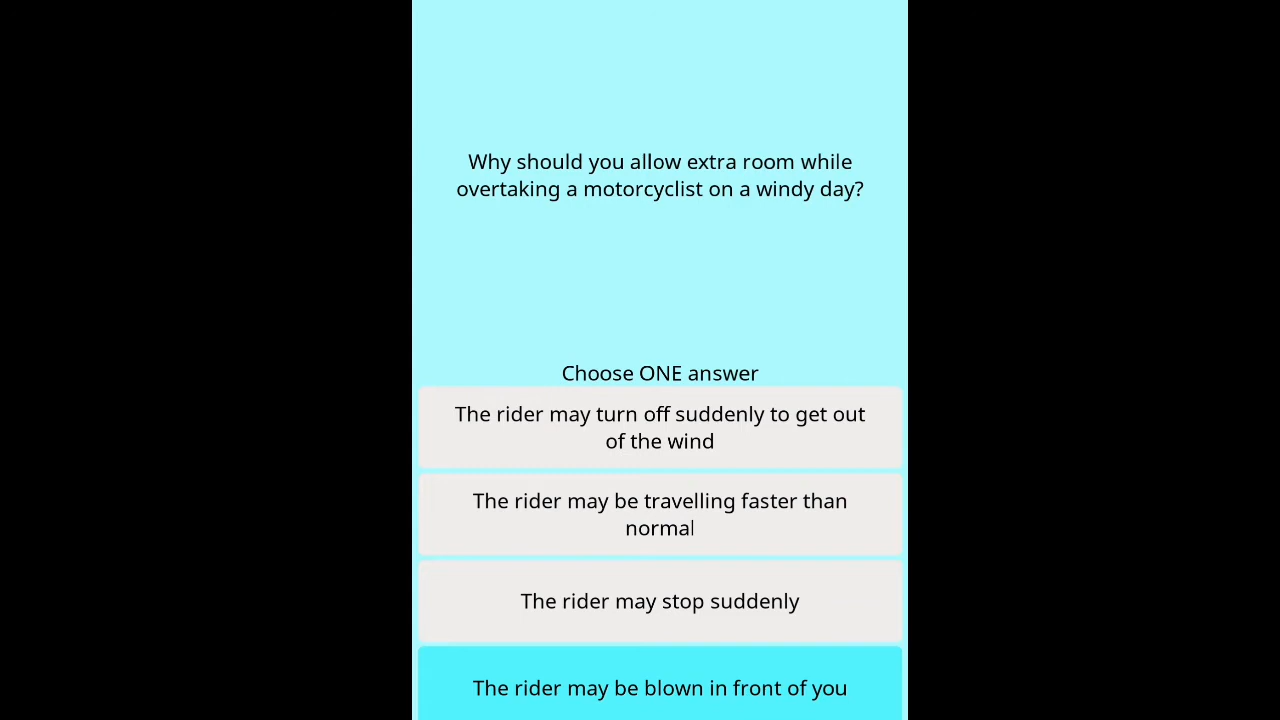 Why should you allow extra room while
overtaking a motorcyclist on a windy day?
Choose ONE answer
The rider may turn off suddenly to get out
of the wind
The rider may be travelling faster than
normal
The rider may stop suddenly
The rider may be blown in front of you